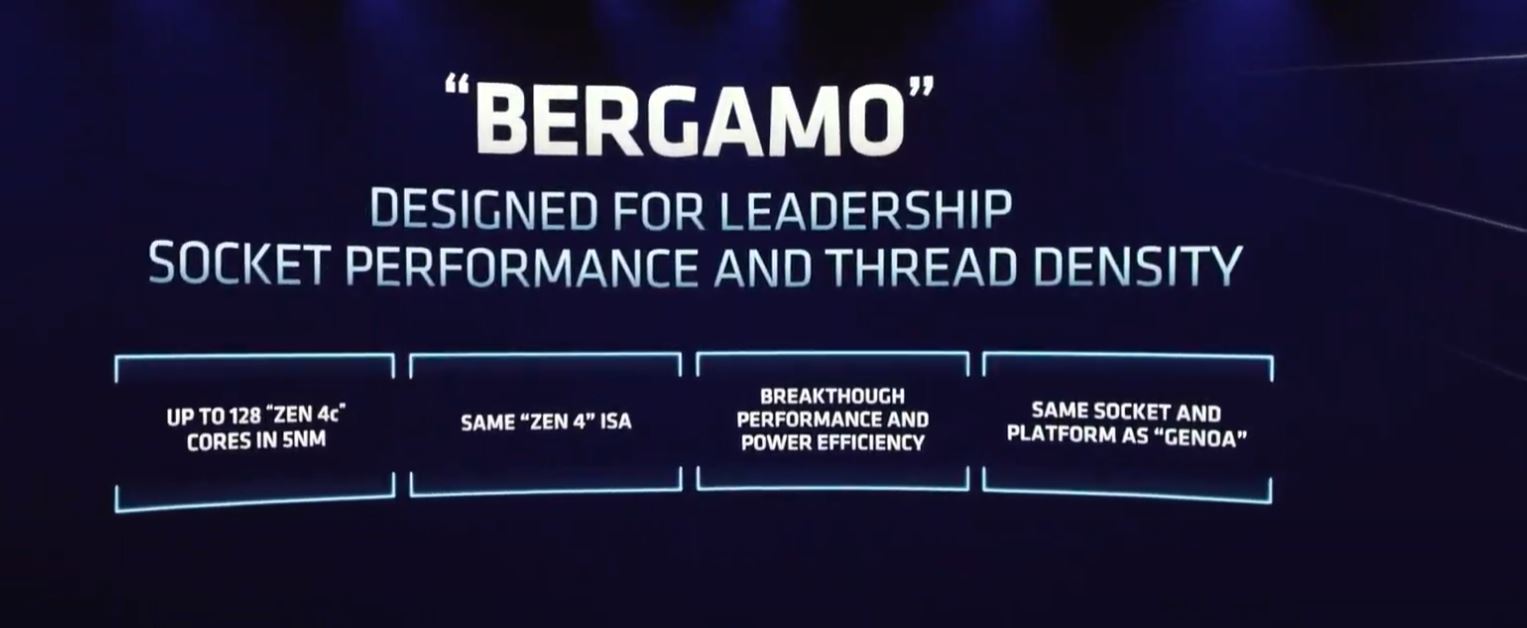 “BERGAMO”
DESIGNED FOR LEADERSHIP
SOCKET PERFORMANCE AND THREAD DENSITY
UP TO 128 “ZEN 4c”
CORES IN 5NM
SAME “ZEN 4” ISA
BREAKTHOUGH
PERFORMANCE AND
POWER EFFICIENCY
SAME SOCKET AND
PLATFORM AS “GENOA”